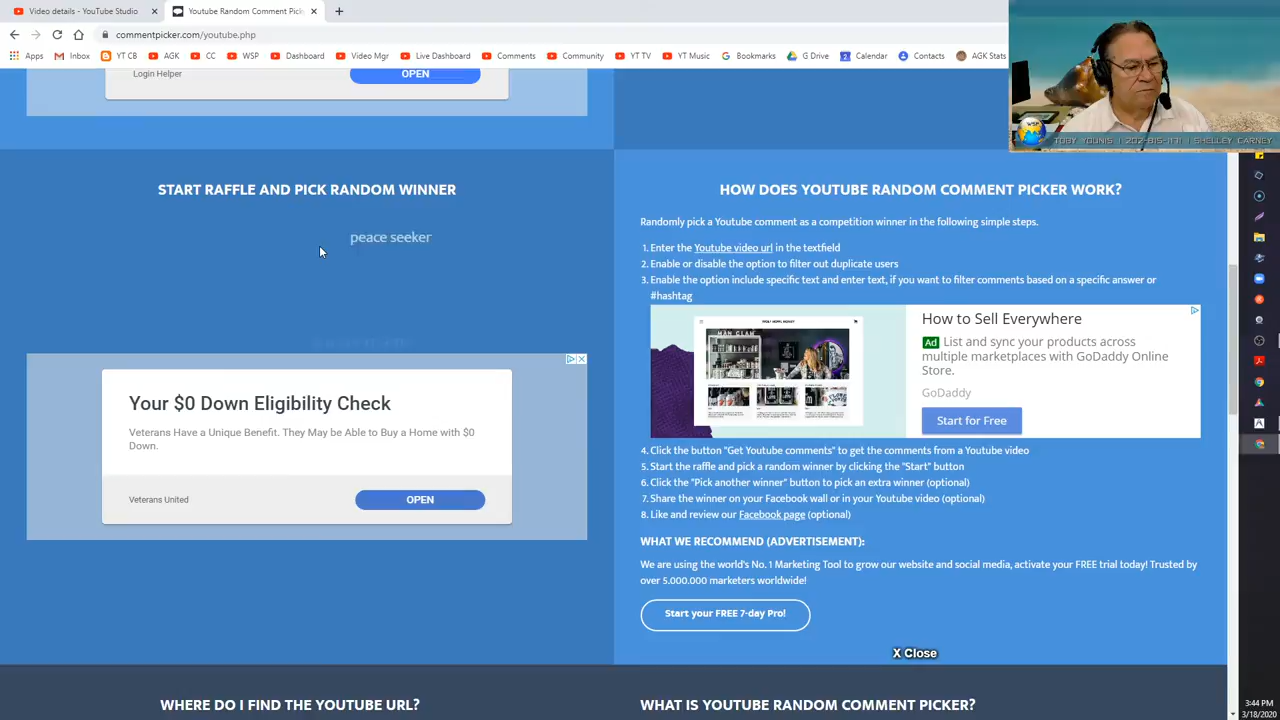 Video details - YouTube Studio
Youtube Random Comment Pick
commentpicker.com/youtube.php
Apps
Inbox
YT CB
AGK
CC
WSP
Dashboard
Video Mgr
Live Dashboard
Comments
Community
YT TV
YT Music
Bookmarks
G Drive
Calendar
Contacts
AGK Stats
Login Helper
OPEN
WSP
TOBY YOUNIS | 202-815-1171 | SHELLEY CARNEY
START RAFFLE AND PICK RANDOM WINNER
peace seeker
Your $0 Down Eligibility Check
Veterans Have a Unique Benefit. They May be Able to Buy a Home with $0
Down.
Veterans United
OPEN
HOW DOES YOUTUBE RANDOM COMMENT PICKER WORK?
Randomly pick a Youtube comment as a competition winner in the following simple steps.
1. Enter the Youtube video url in the textfield
2. Enable or disable the option to filter out duplicate users
3. Enable the option include specific text and enter text, if you want to filter comments based on a specific answer or
#hashtag
MAN CLAN
How to Sell Everywhere
Ad List and sync your products across
multiple marketplaces with GoDaddy Online
Store.
GoDaddy
Start for Free
4. Click the button "Get Youtube comments" to get the comments from a Youtube video
5. Start the raffle and pick a random winner by clicking the "Start" button
6. Click the "Pick another winner" button to pick an extra winner (optional)
7. Share the winner on your Facebook wall or in your Youtube video (optional)
8. Like and review our Facebook page (optional)
WHAT WE RECOMMEND (ADVERTISEMENT):
We are using the world's No. 1 Marketing Tool to grow our website and social media, activate your FREE trial today! Trusted by
over 5.000.000 marketers worldwide!
Start your FREE 7-day Pro!
X Close
WHERE DO I FIND THE YOUTUBE URL?
WHAT IS YOUTUBE RANDOM COMMENT PICKER?
3:44 PM
3/18/2020